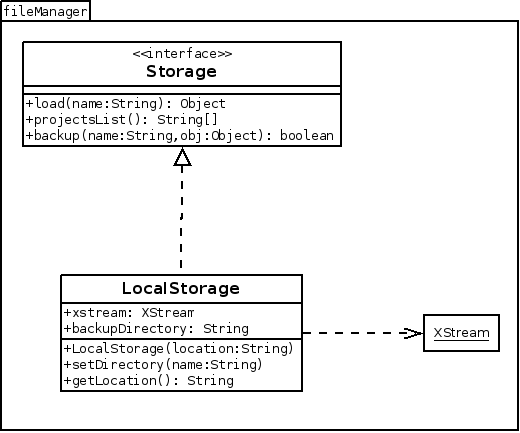 fileManager
<<interface>>
Storage
+load(name:String): Object
+projectsList(): String[]
+backup(name:String,obj:Object): boolean
LocalStorage
+xstream: XStream
+backupDirectory: String
+LocalStorage(location:String)
+setDirectory(name:String)
+getLocation(): String
XStream